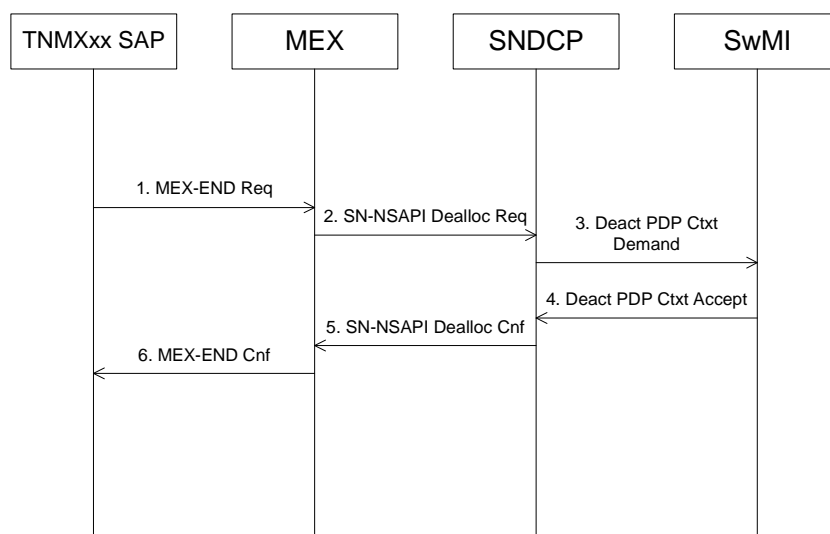 TNMXxx SAP
MEX
SNDCP
SwMI
1. MEX-END Req
2. SN-NSAPI Dealloc Req
3. Deact PDP Ctxt
Demand
4. Deact PDP Ctxt Accept
5. SN-NSAPI Dealloc Cnf
6. MEX-END Cnf